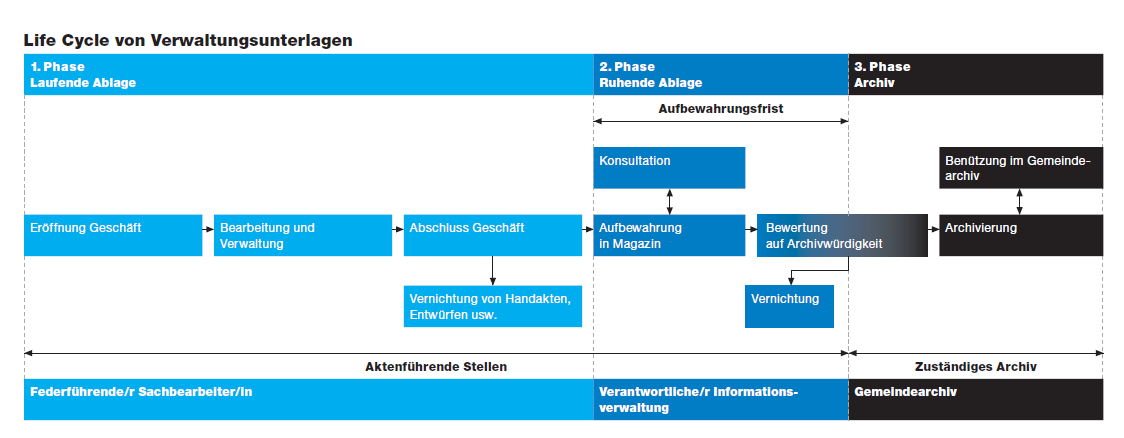 Life Cycle von Verwaltungsunterlagen
1. Phase
Laufende Ablage
2. Phase
Ruhende Ablage
3. Phase
Archiv
Aufbewahrungsfrist
Konsultation
Benützung im Gemeinde-
archiv
Eröffnung Geschäft
Bearbeitung und
Verwaltung
Abschluss Geschäft
Aufbewahrung
in Magazin
Bewertung
auf Archivwürdigkeit
Archivierung
Vernichtung von Handakten,
Entwürfen usw.
Vernichtung
Aktenführende Stellen
Zuständiges Archiv
Federführende/r Sachbearbeiter/in
Verantwortliche/r Informations-
verwaltung
Gemeindearchiv